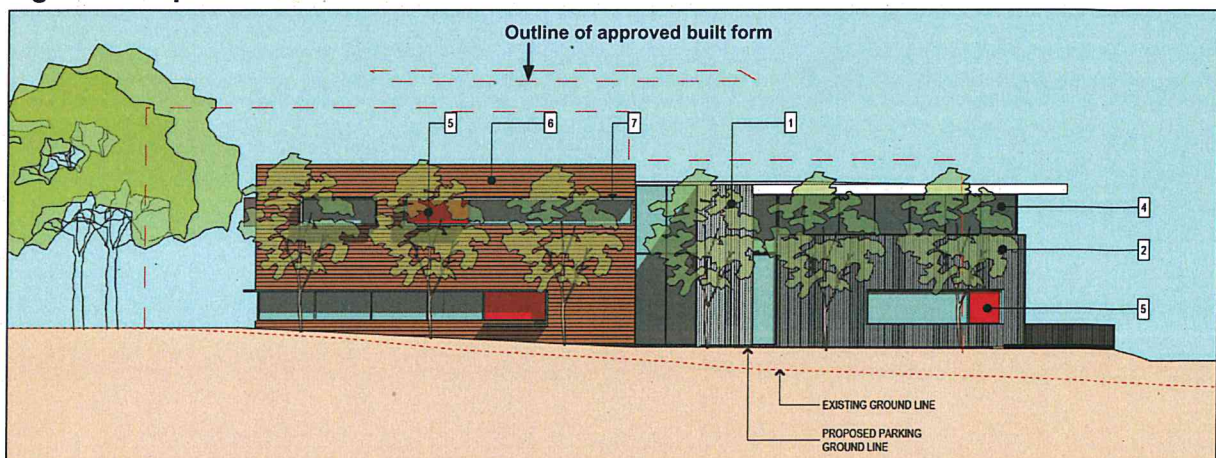 Outline of approved built form
5
6
7
1
4
2
5
EXISTING GROUND LINE
PROPOSED PARKING
GROUND LINE